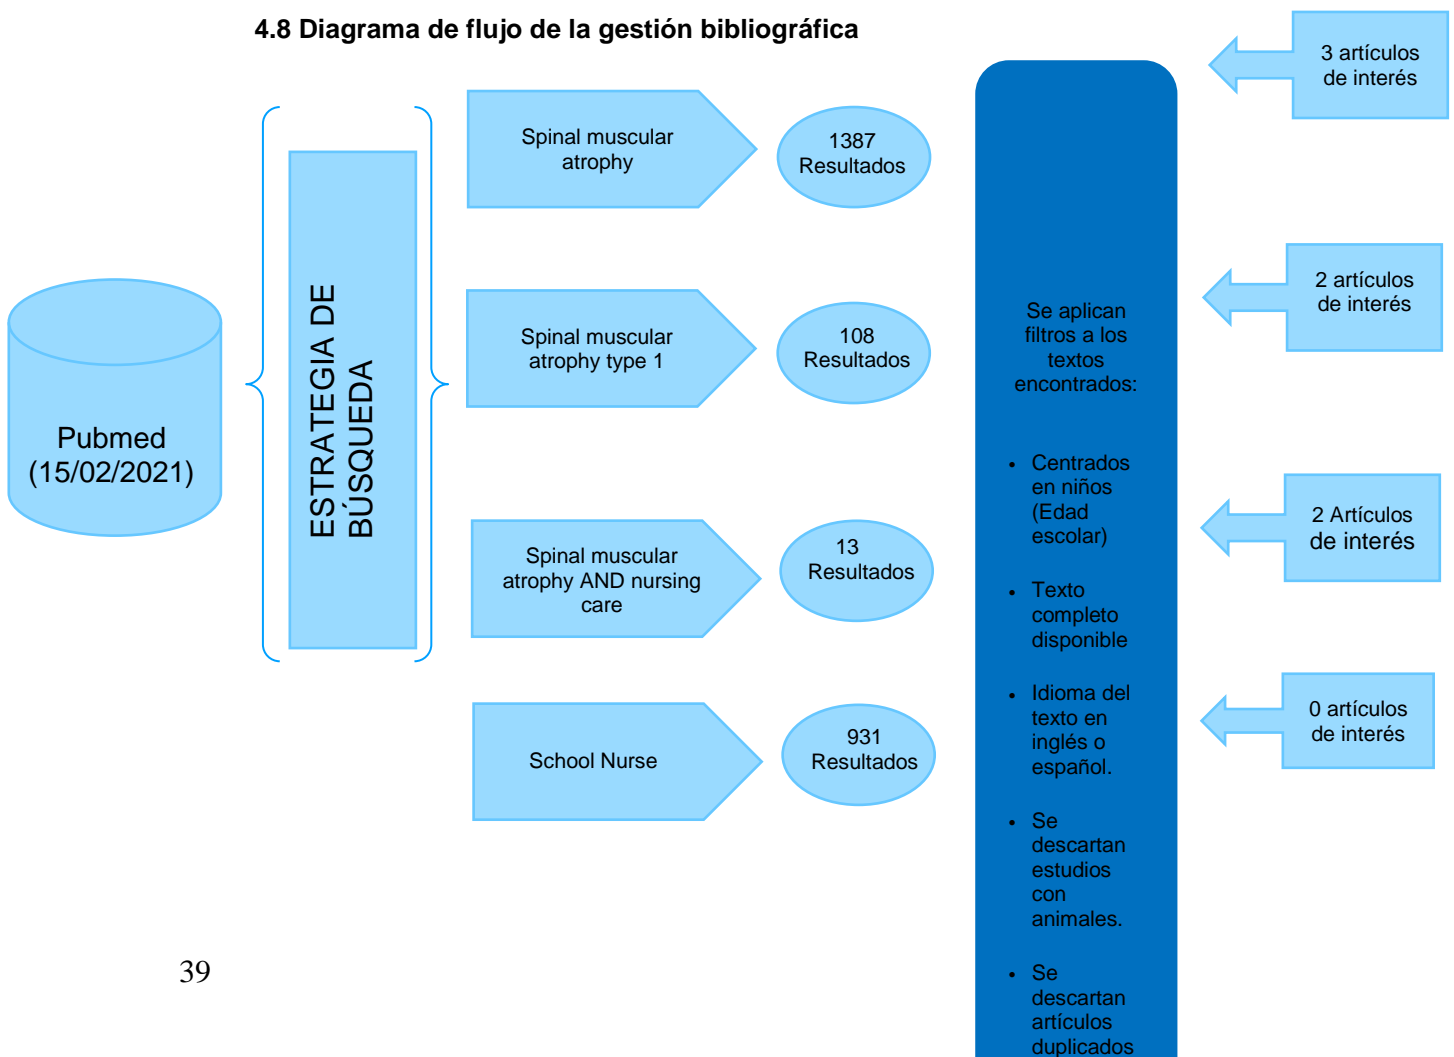 4.8 Diagrama de flujo de la gestión bibliográfica
Pubmed
(15/02/2021)
ESTRATEGIA DE
BÚSQUEDA
Spinal muscular
atrophy
1387
Resultados
Spinal muscular
atrophy type 1
108
Resultados
Spinal muscular
atrophy AND nursing
care
13
Resultados
School Nurse
931
Resultados
Se aplican
filtros a los
textos
encontrados:
• Centrados
en niños
(Edad
escolar)
• Texto
completo
disponible
• Idioma del
texto en
inglés o
español.
• Se
descartan
estudios
con
animales.
• Se
descartan
artículos
duplicados
3 artículos
de interés
2 artículos
de interés
2 Artículos
de interés
0 artículos
de interés
39